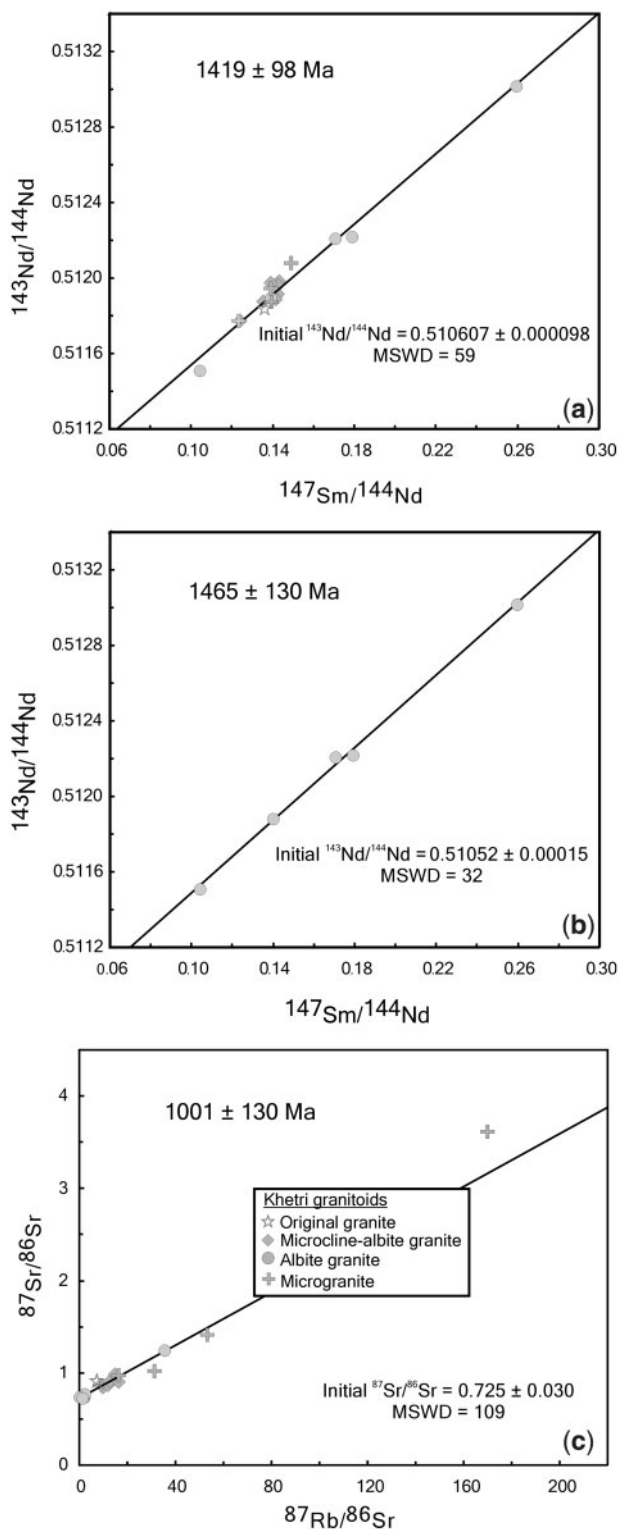 0.5132
0.5128
0.5124
0.5120
0.5116
0.5112
143Nd/144Nd
1419 ± 98 Ma
Initial 143Nd/144Nd = 0.510607 ± 0.000098
MSWD = 59
(a)
0.06 0.10 0.14 0.18 0.22 0.26 0.30
147Sm/144Nd
0.5132
0.5128
0.5124
0.5120
0.5116
0.5112
143Nd/144Nd
1465 ± 130 Ma
Initial 143Nd/144Nd = 0.51052 ± 0.00015
MSWD = 32
(b)
0.06 0.10 0.14 0.18 0.22 0.26 0.30
147Sm/144Nd
4
3
2
1
0
87Sr/86Sr
1001 ± 130 Ma
Khetri granitoids
Original granite
Microcline-albite granite
Albite granite
Microgranite
Initial 87Sr/86Sr = 0.725 ± 0.030
MSWD = 109
(c)
0 40 80 120 160 200
87Rb/86Sr